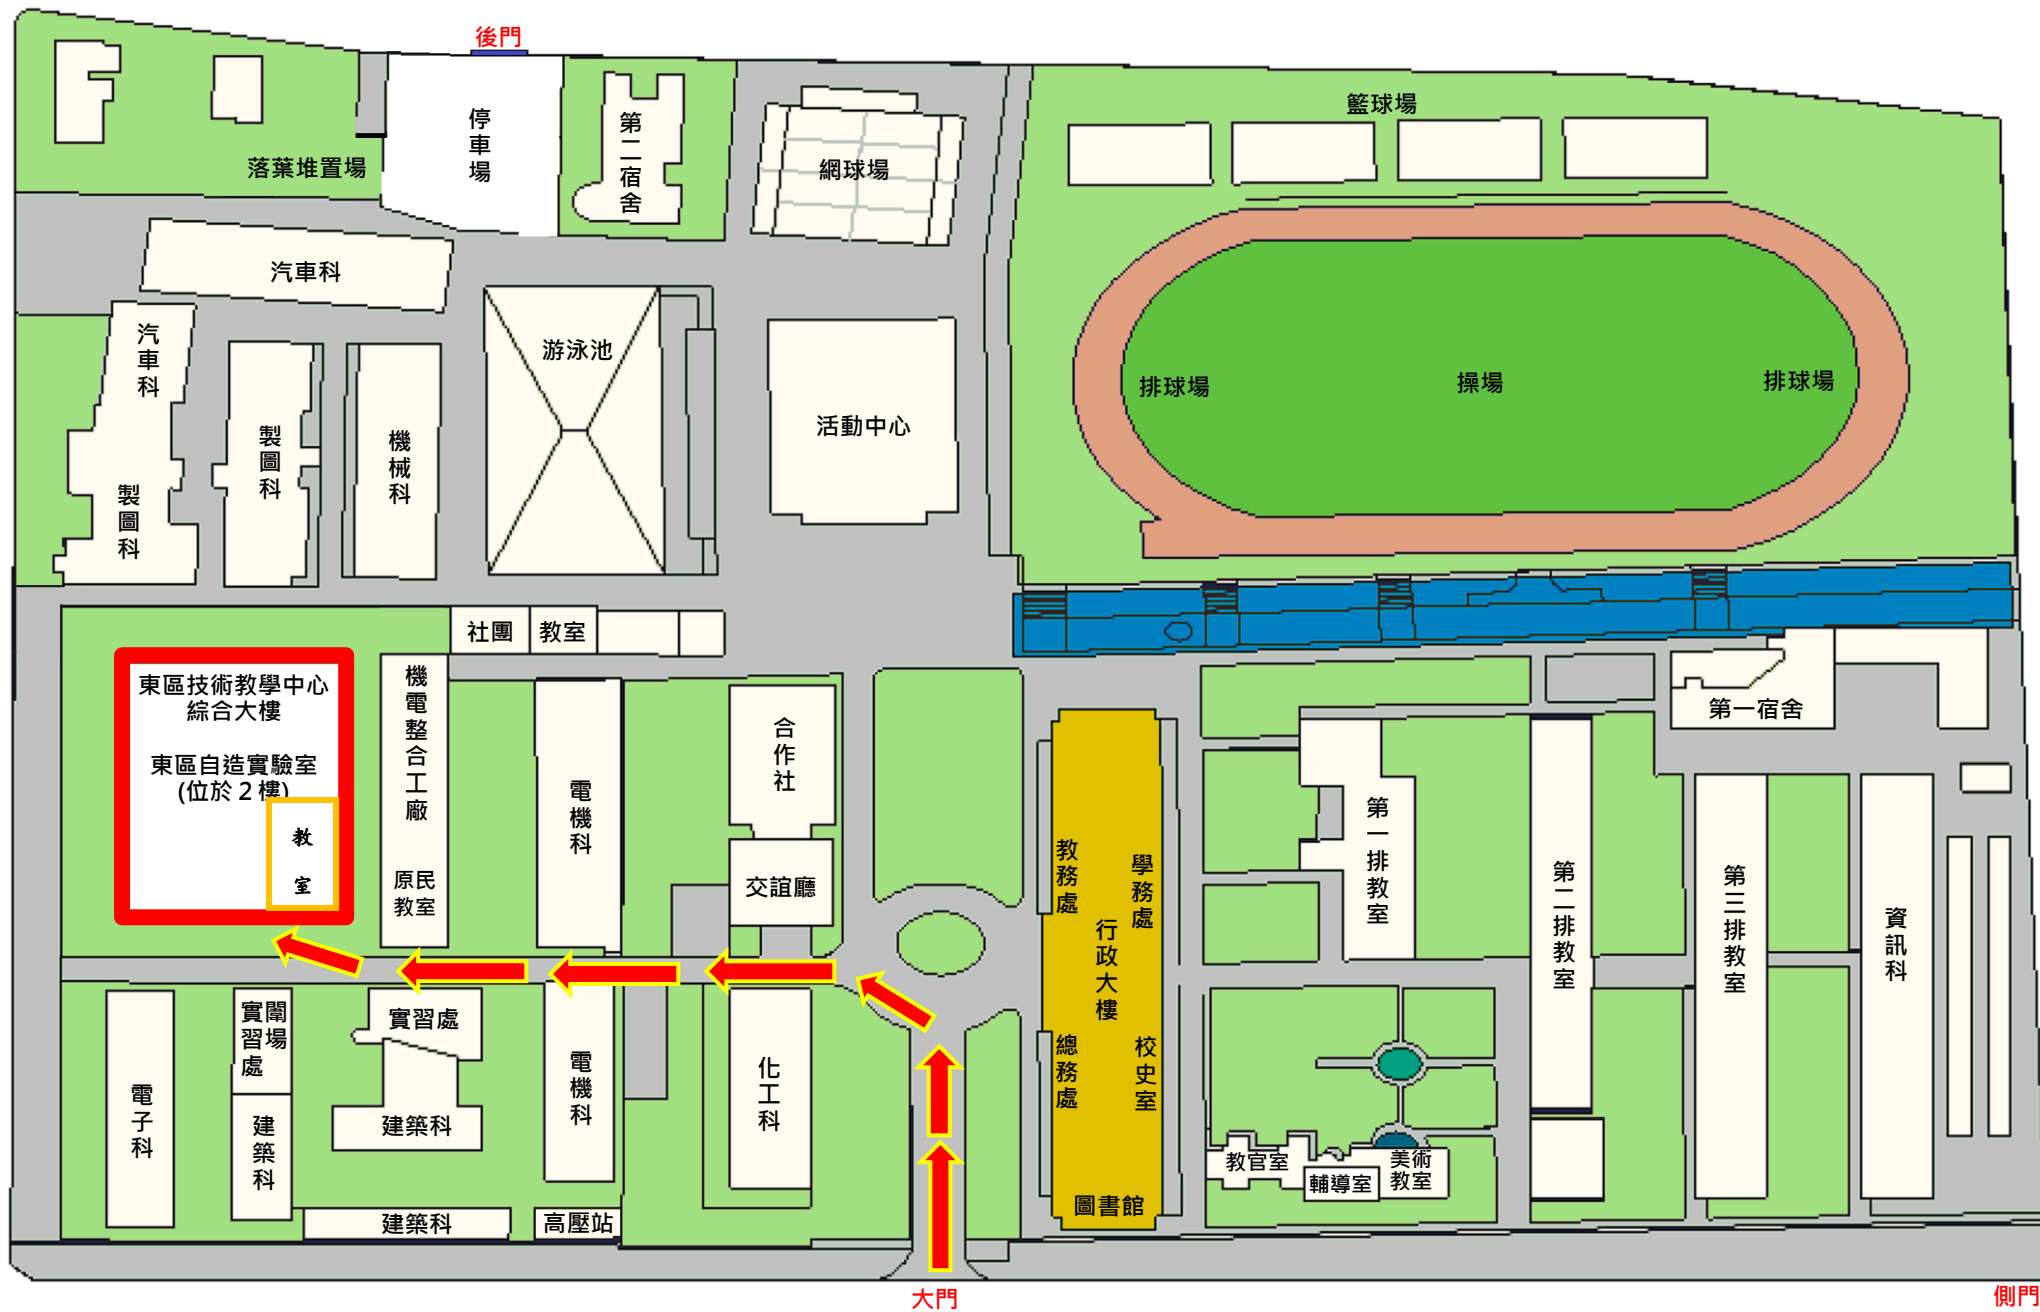 後門
籃球場
停車場
第二宿舍
落葉堆置場
網球場
汽車科
汽車科
游泳池
排球場
操場
排球場
活動中心
製圖科
機械科
製圖科
社團
教室
東區技術教學中心
綜合大樓
東區自造實驗室
(位於2樓)
教室
機電整合工廠
原民
教室
電機科
合作社
交誼廳
教務處
學務處
行政大樓
總務處
校史室
圖書館
第一排教室
第二排教室
第三排教室
資訊科
第一宿舍
電子科
實習處
闈場
建築科
實習處
建築科
建築科
電機科
高壓站
化工科
教官室
輔導室
美術
教室
大門
側門